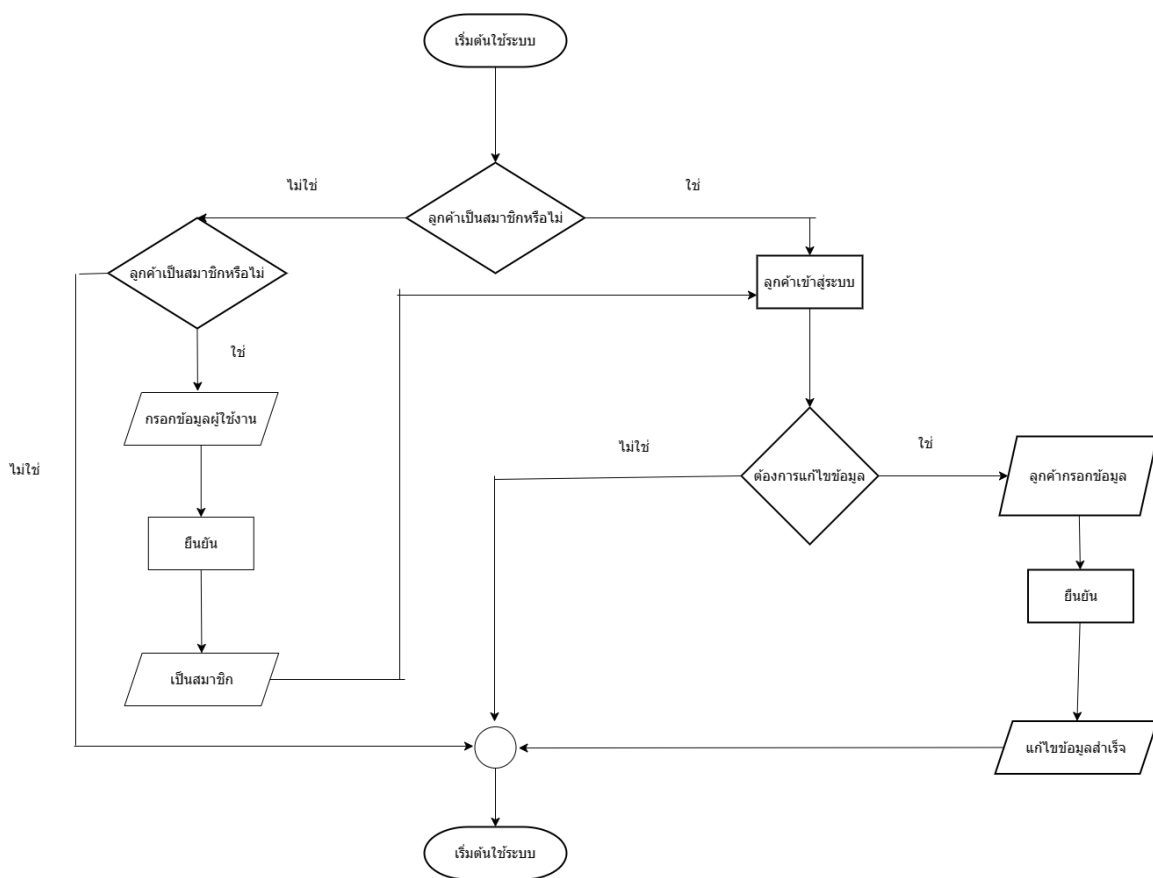 เริ่มต้นใช้ระบบ
ไม่ใช่
ใช่
ลูกค้าเป็นสมาชิกหรือไม่
ลูกค้าเป็นสมาชิกหรือไม่
ลูกค้าเข้าสู่ระบบ
ใช่
กรอกข้อมูลผู้ใช้งาน
ไม่ใช่
ไม่ใช่
ใช่
ต้องการแก้ไขข้อมูล
ลูกค้ากรอกข้อมูล
ยืนยัน
ยืนยัน
เป็นสมาชิก
แก้ไขข้อมูลสำเร็จ
เริ่มต้นใช้ระบบ